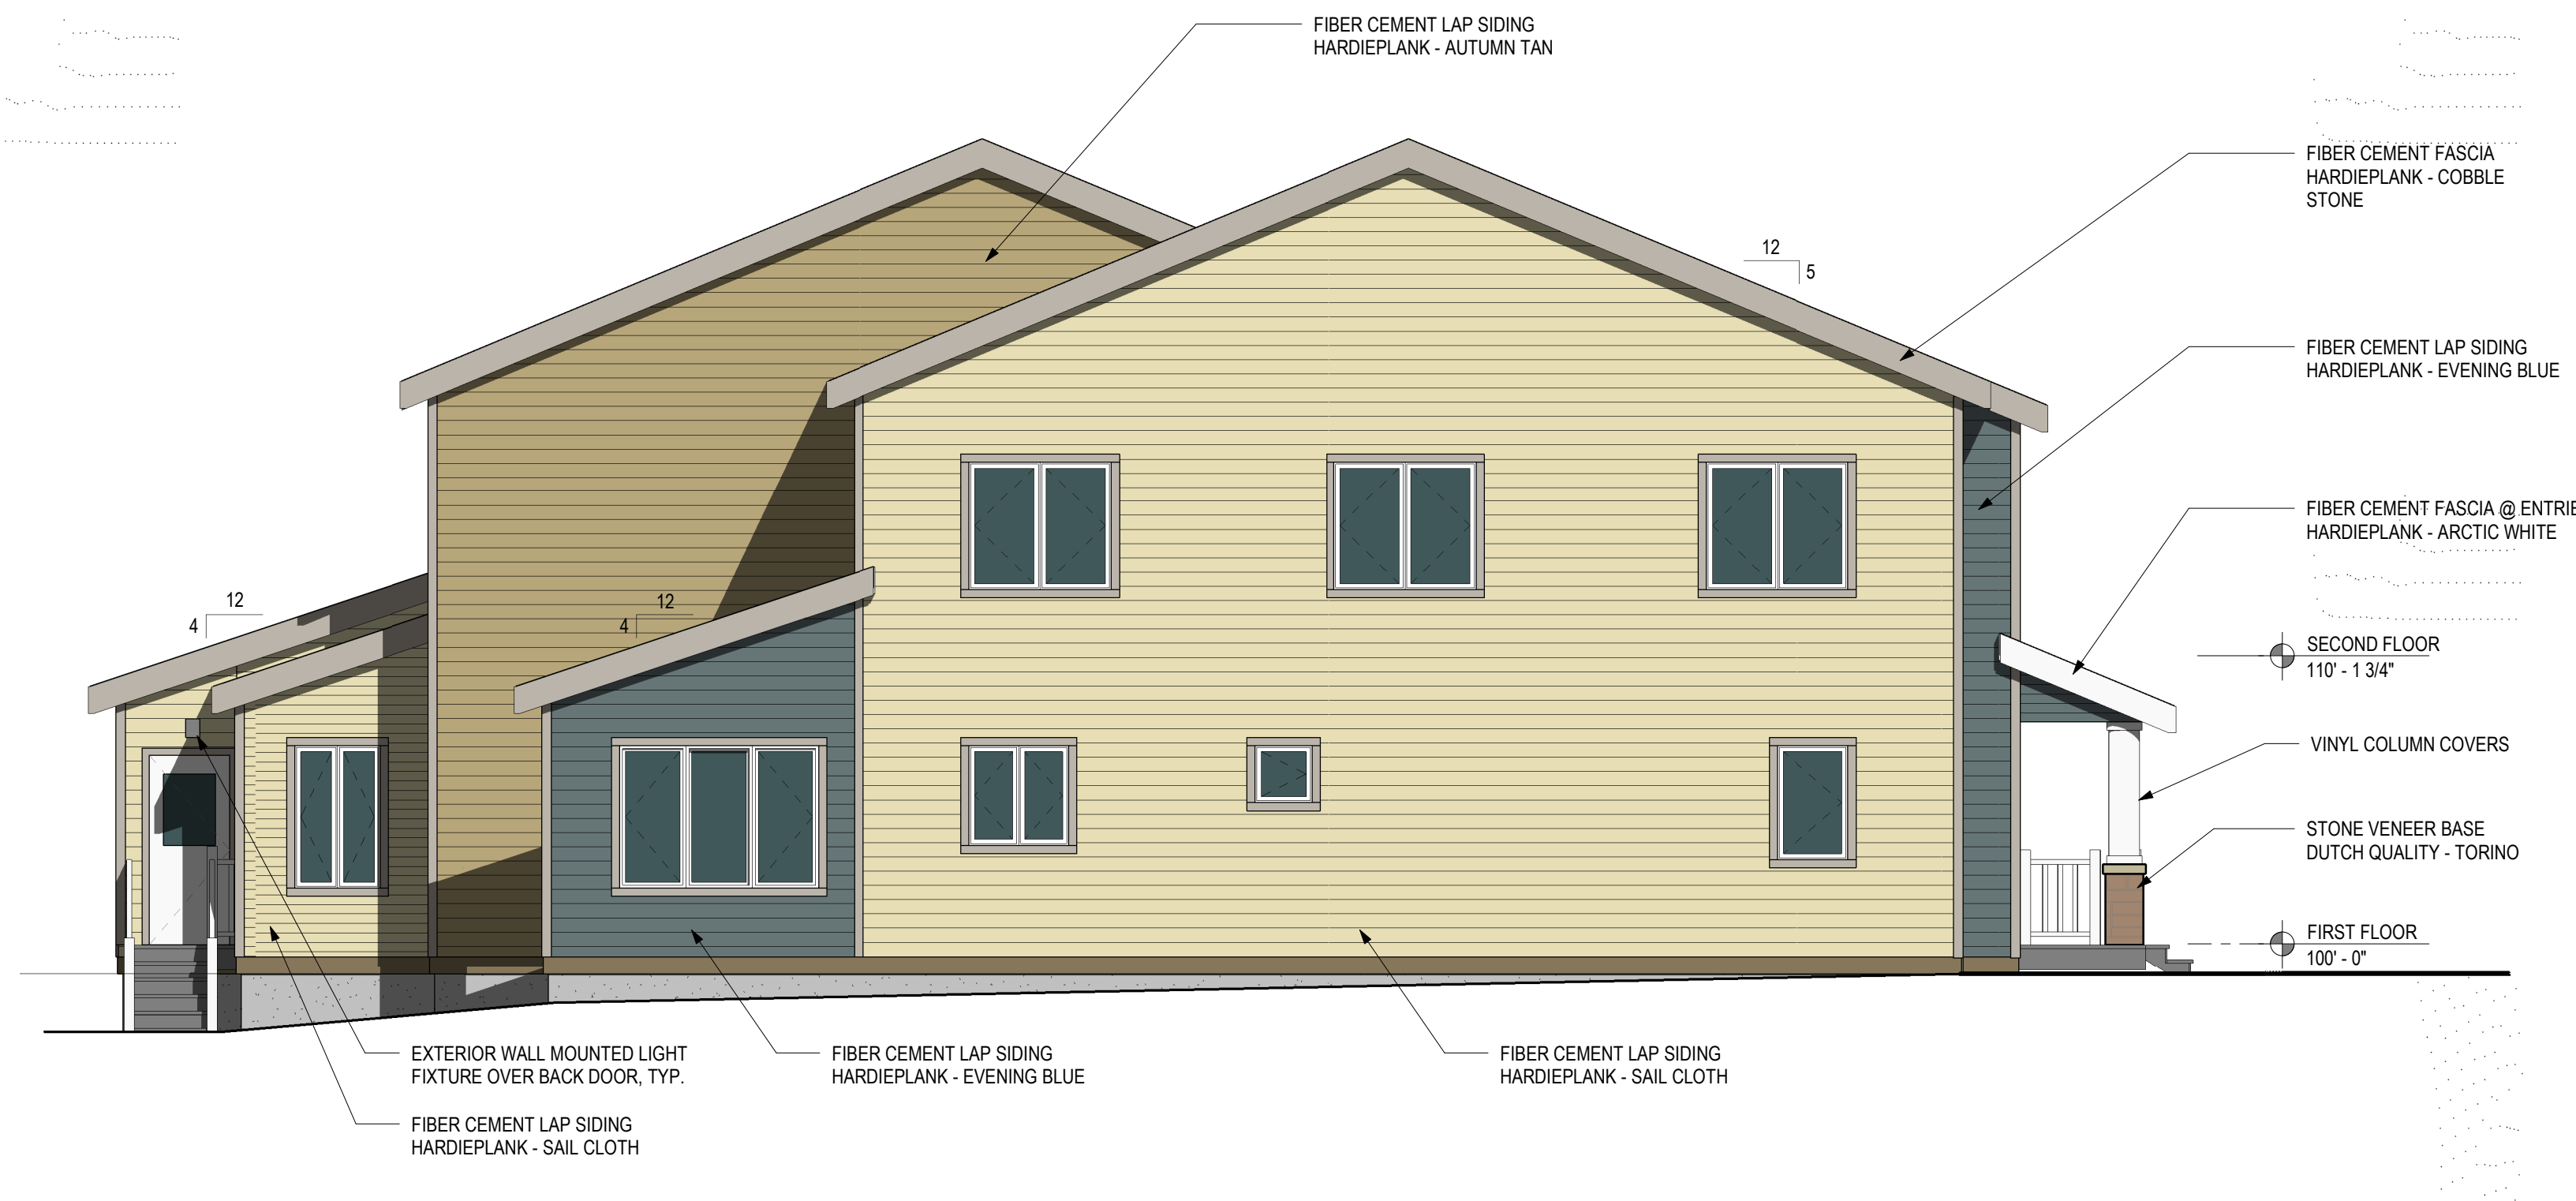 FIBER CEMENT LAP SIDING
HARDIEPLANK - AUTUMN TAN
FIBER CEMENT FASCIA
HARDIEPLANK - COBBLE
STONE
12
5
FIBER CEMENT LAP SIDING
HARDIEPLANK - EVENING BLUE
FIBER CEMENT FASCIA @ ENTRIE
HARDIEPLANK - ARCTIC WHITE
12
4
12
4
SECOND FLOOR
110' - 1 3/4"
VINYL COLUMN COVERS
STONE VENEER BASE
DUTCH QUALITY - TORINO
FIRST FLOOR
100' - 0"
EXTERIOR WALL MOUNTED LIGHT
FIXTURE OVER BACK DOOR, TYP.
FIBER CEMENT LAP SIDING
HARDIEPLANK - EVENING BLUE
FIBER CEMENT LAP SIDING
HARDIEPLANK - SAIL CLOTH
FIBER CEMENT LAP SIDING
HARDIEPLANK - SAIL CLOTH